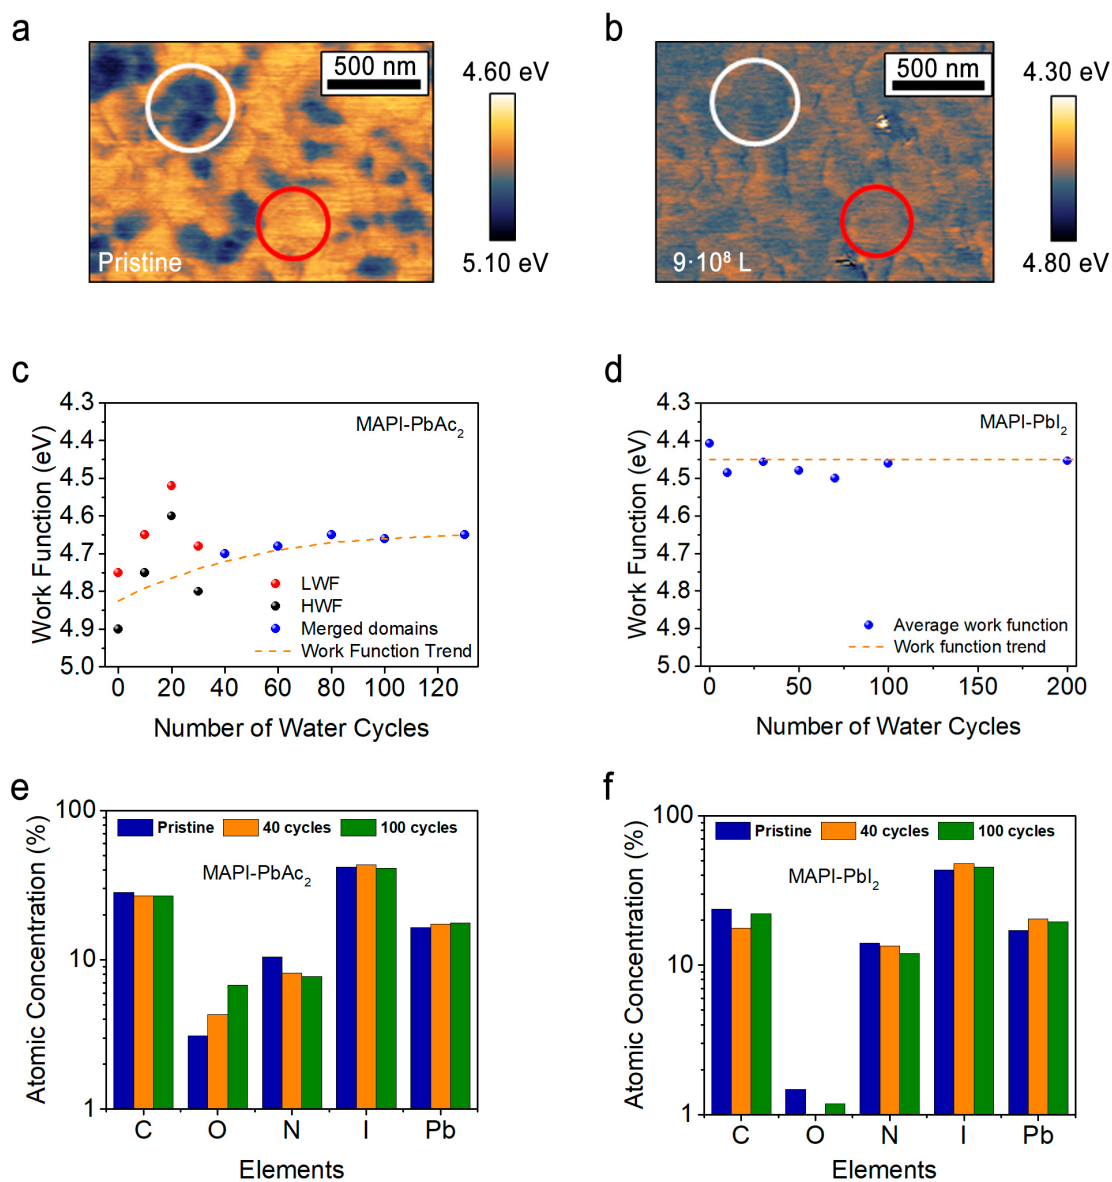 a
500 nm
Pristine
4.60 eV
5.10 eV
b
500 nm
9·10⁸ L
4.30 eV
4.80 eV
c
4.3
4.4
4.5
4.6
4.7
4.8
4.9
5.0
Work Function (eV)
MAPI-PbAc₂
LWF
HWF
Merged domains
Work Function Trend
0 20 40 60 80 100 120
Number of Water Cycles
d
4.3
4.4
4.5
4.6
4.7
4.8
4.9
5.0
Work Function (eV)
MAPI-PbI₂
Average work function
Work function trend
0 50 100 150 200
Number of Water Cycles
e
100
10
1
Atomic Concentration (%)
Pristine 40 cycles 100 cycles
MAPI-PbAc₂
C O N I Pb
Elements
f
100
10
1
Atomic Concentration (%)
Pristine 40 cycles 100 cycles
MAPI-PbI₂
C O N I Pb
Elements